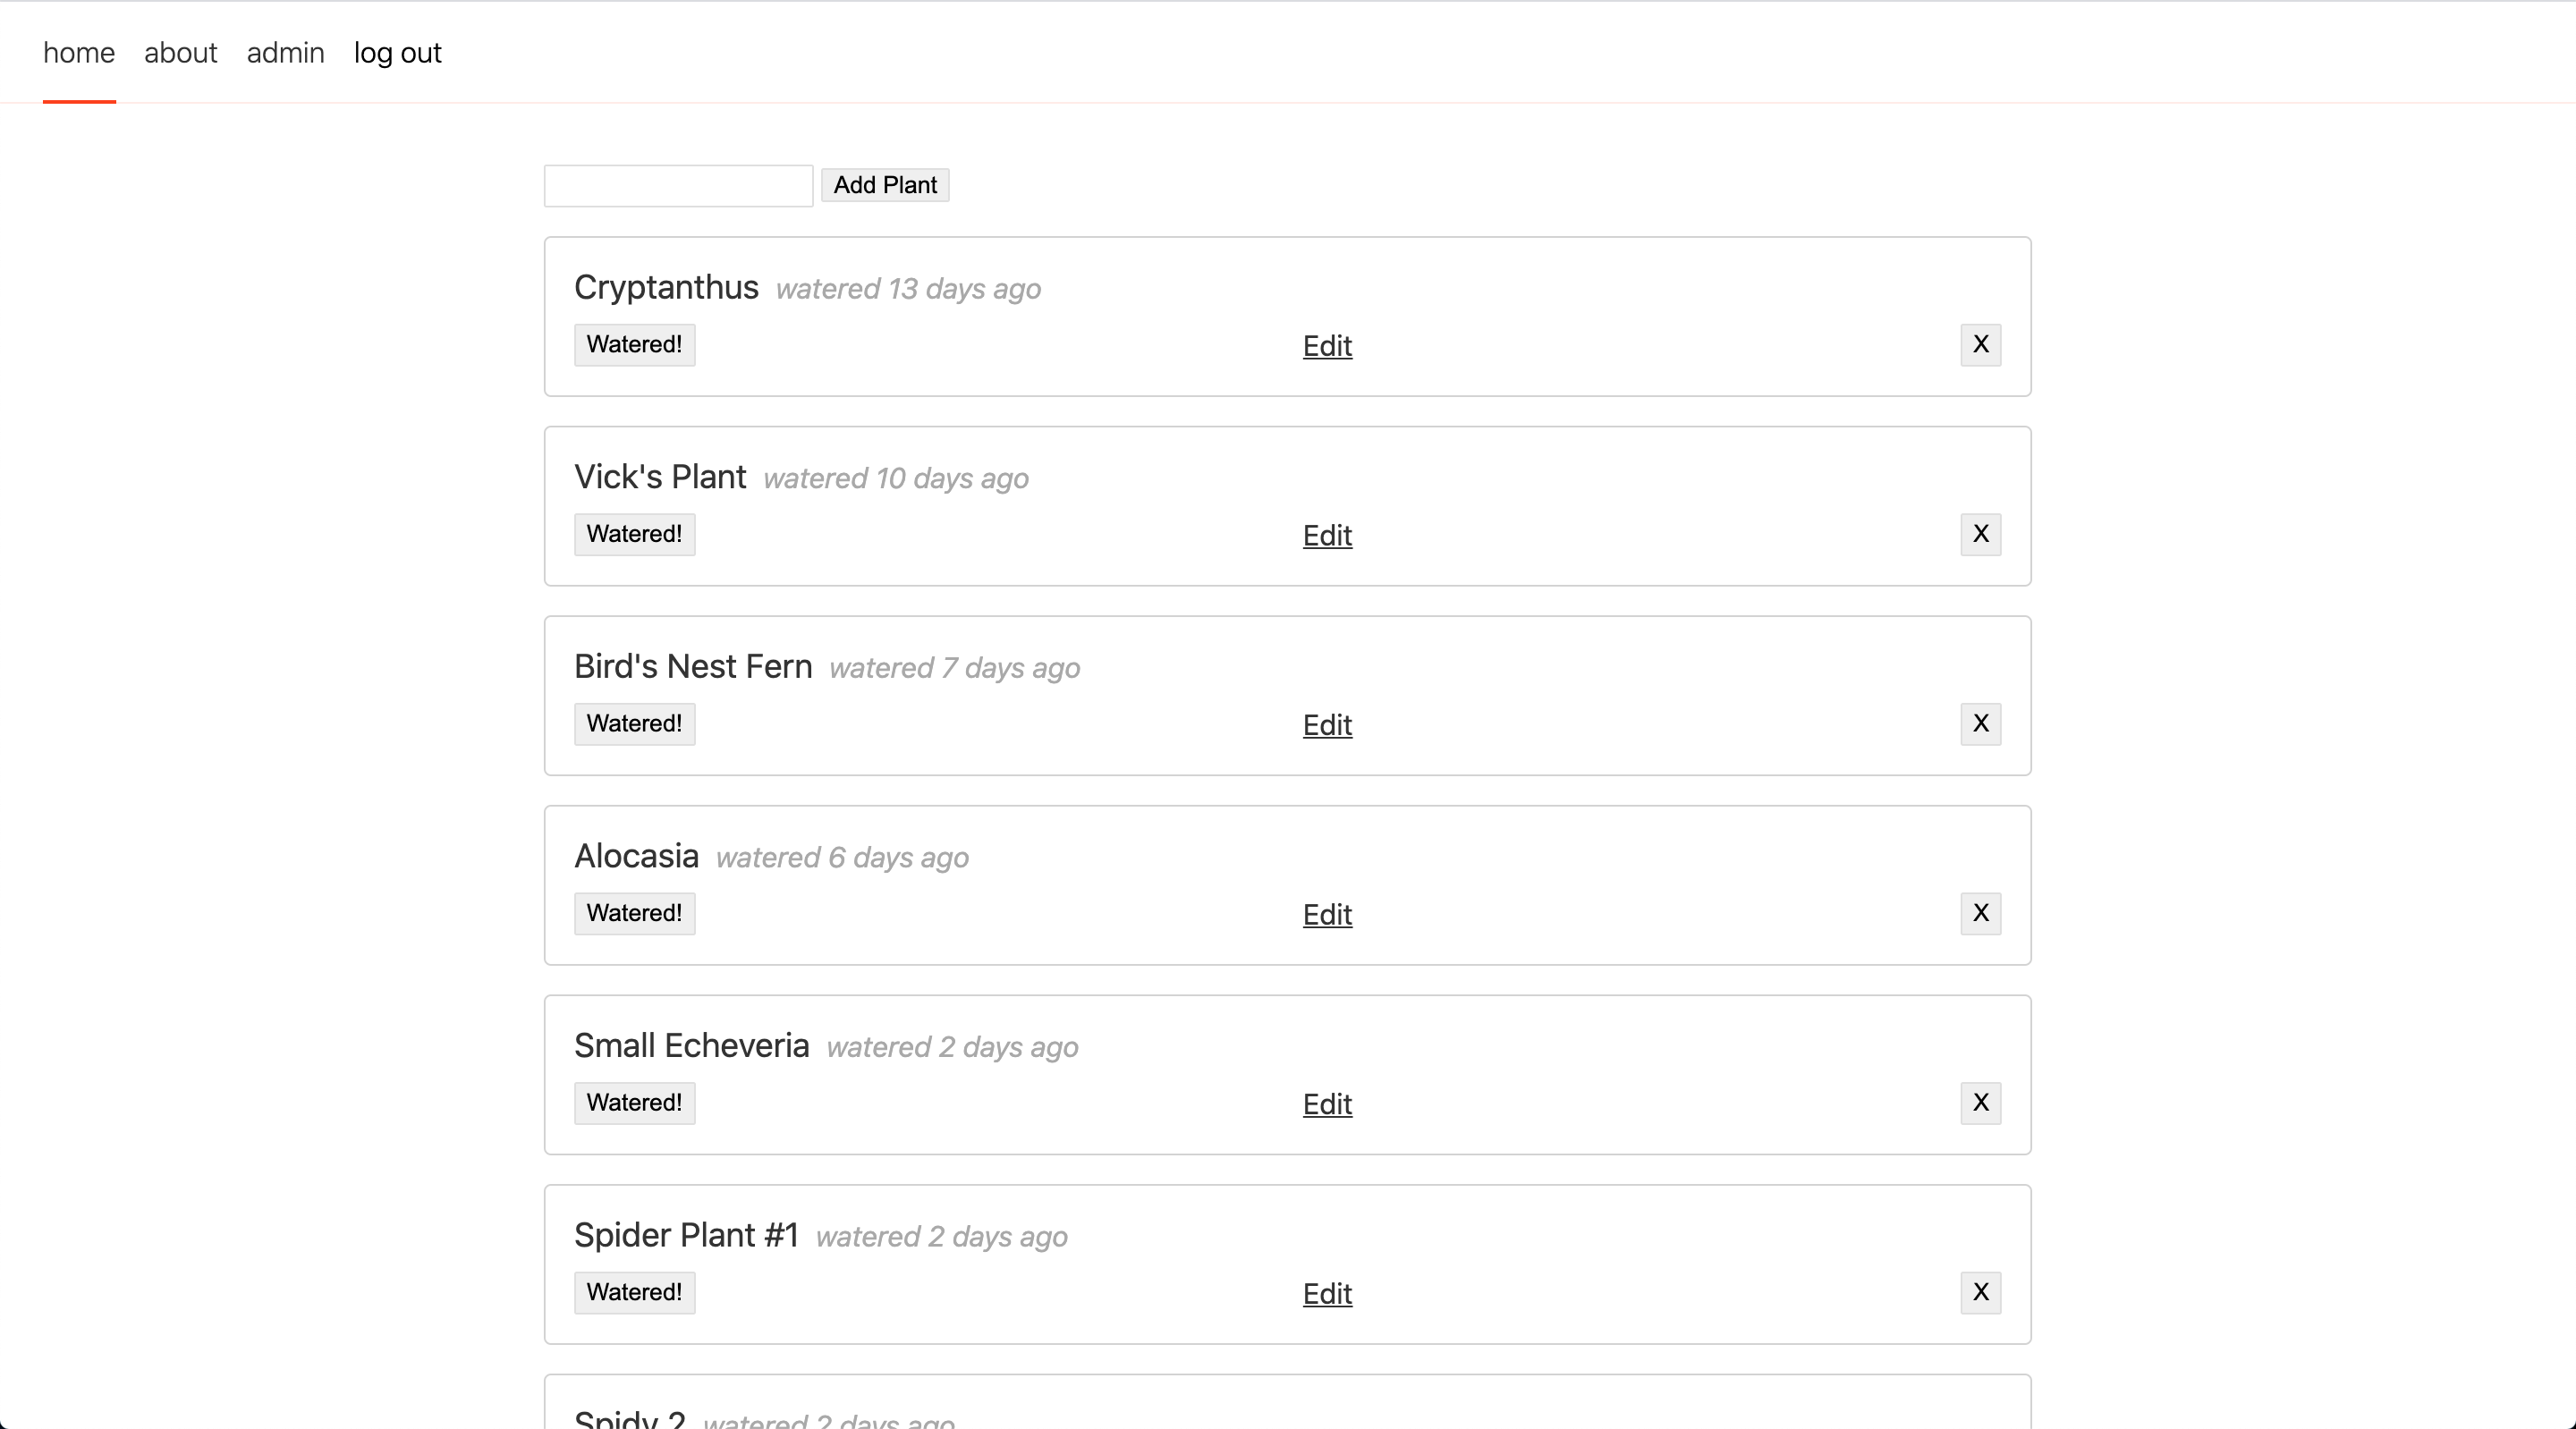 home about admin log out
Add Plant
Cryptanthus watered 13 days ago
Watered! Edit X
Vick's Plant watered 10 days ago
Watered! Edit X
Bird's Nest Fern watered 7 days ago
Watered! Edit X
Alocasia watered 6 days ago
Watered! Edit X
Small Echeveria watered 2 days ago
Watered! Edit X
Spider Plant #1 watered 2 days ago
Watered! Edit X
Spidy 2 watered 2 days ago